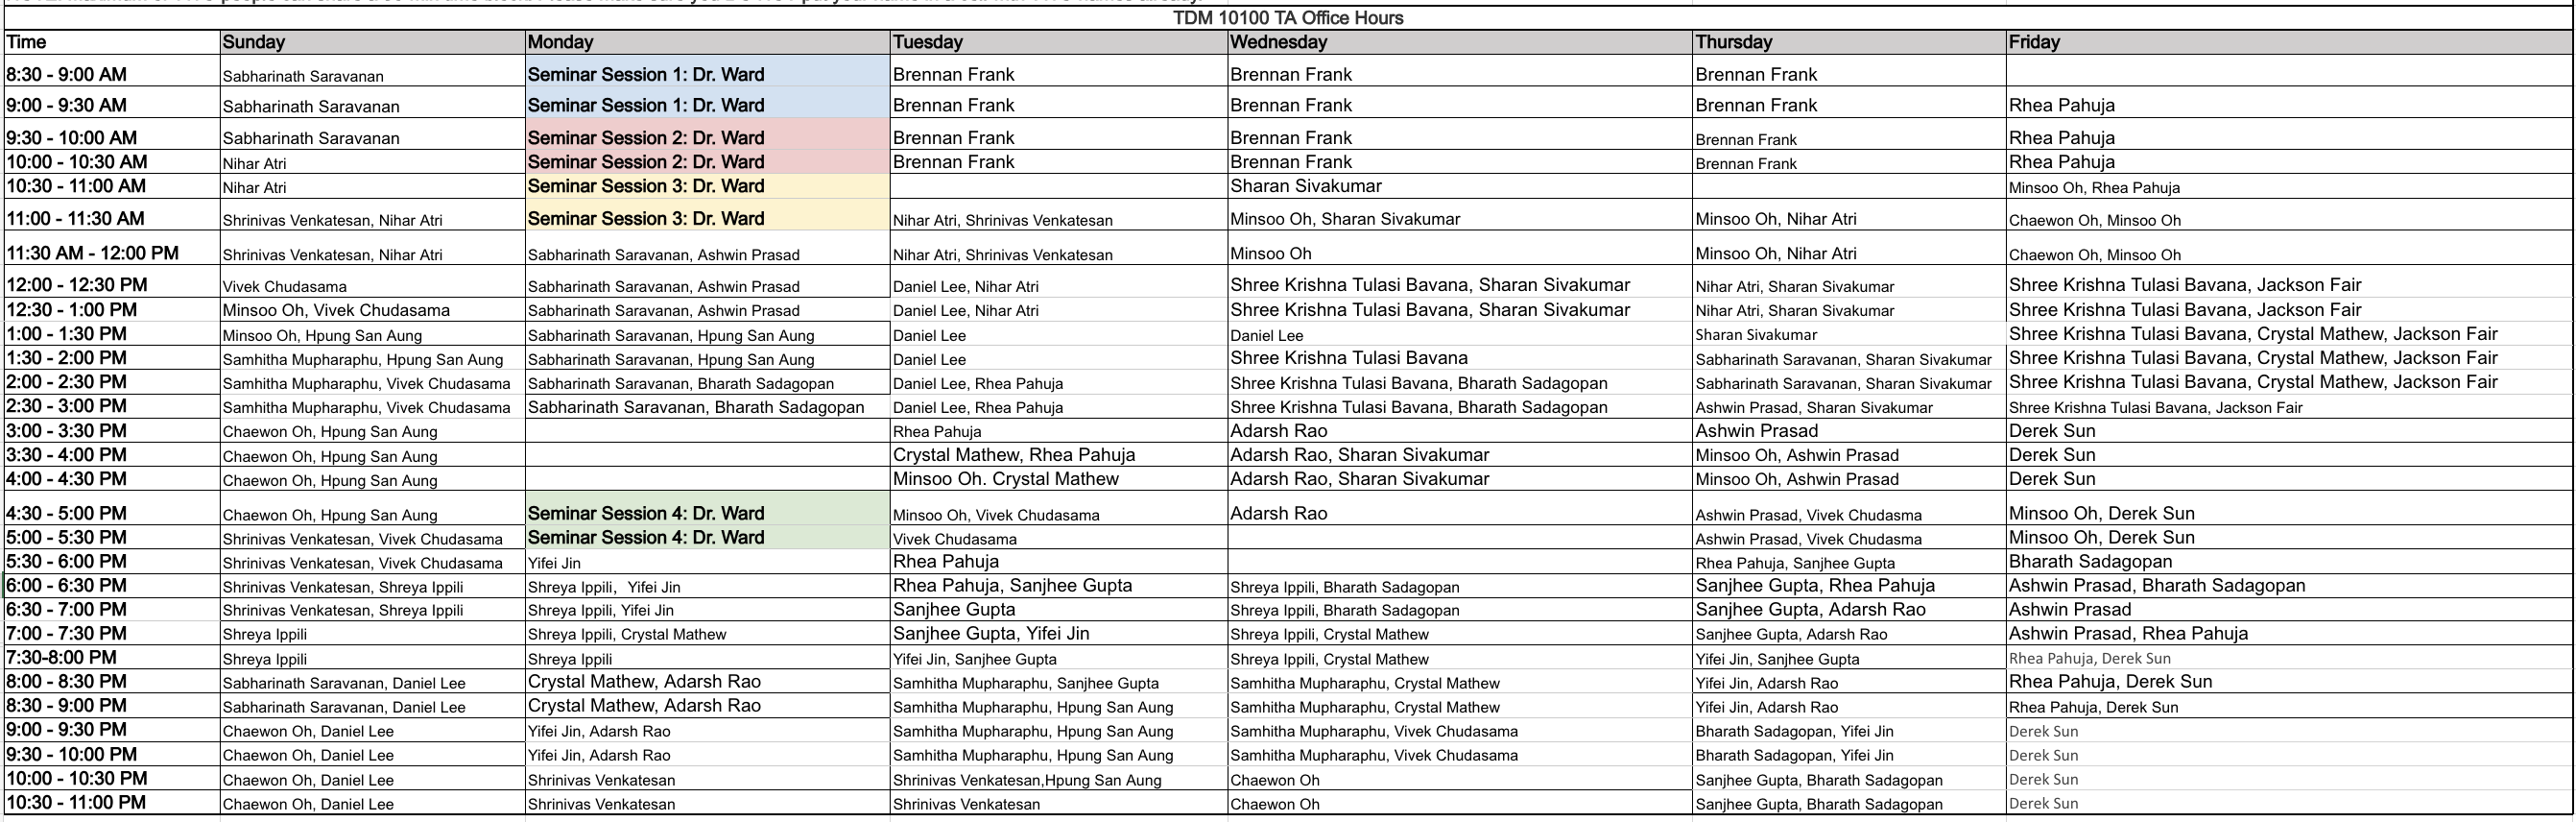 TDM 10100 TA Office Hours
Time Sunday Monday Tuesday Wednesday Thursday Friday
8:30 - 9:00 AM Sabharinath Saravanan Seminar Session 1: Dr. Ward Brennan Frank Brennan Frank Brennan Frank
9:00 - 9:30 AM Sabharinath Saravanan Seminar Session 1: Dr. Ward Brennan Frank Brennan Frank Brennan Frank Rhea Pahuja
9:30 - 10:00 AM Sabharinath Saravanan Seminar Session 2: Dr. Ward Brennan Frank Brennan Frank Brennan Frank Rhea Pahuja
10:00 - 10:30 AM Nihar Atri Seminar Session 2: Dr. Ward Brennan Frank Brennan Frank Brennan Frank Rhea Pahuja
10:30 - 11:00 AM Nihar Atri Seminar Session 3: Dr. Ward Sharan Sivakumar Minsoo Oh, Rhea Pahuja
11:00 - 11:30 AM Shrinivas Venkatesan, Nihar Atri Seminar Session 3: Dr. Ward Nihar Atri, Shrinivas Venkatesan Minsoo Oh, Sharan Sivakumar Minsoo Oh, Nihar Atri Chaewon Oh, Minsoo Oh
11:30 AM - 12:00 PM Shrinivas Venkatesan, Nihar Atri Sabharinath Saravanan, Ashwin Prasad Nihar Atri, Shrinivas Venkatesan Minsoo Oh Minsoo Oh, Nihar Atri Chaewon Oh, Minsoo Oh
12:00 - 12:30 PM Vivek Chudasama Sabharinath Saravanan, Ashwin Prasad Daniel Lee, Nihar Atri Shree Krishna Tulasi Bavana, Sharan Sivakumar Nihar Atri, Sharan Sivakumar Shree Krishna Tulasi Bavana, Jackson Fair
12:30 - 1:00 PM Minsoo Oh, Vivek Chudasama Sabharinath Saravanan, Ashwin Prasad Daniel Lee, Nihar Atri Shree Krishna Tulasi Bavana, Sharan Sivakumar Nihar Atri, Sharan Sivakumar Shree Krishna Tulasi Bavana, Jackson Fair
1:00 - 1:30 PM Minsoo Oh, Hpung San Aung Sabharinath Saravanan, Hpung San Aung Daniel Lee Daniel Lee Sharan Sivakumar Shree Krishna Tulasi Bavana, Crystal Mathew, Jackson Fair
1:30 - 2:00 PM Samhitha Mupharaphu, Hpung San Aung Sabharinath Saravanan, Hpung San Aung Daniel Lee Shree Krishna Tulasi Bavana Sabharinath Saravanan, Sharan Sivakumar Shree Krishna Tulasi Bavana, Crystal Mathew, Jackson Fair
2:00 - 2:30 PM Samhitha Mupharaphu, Vivek Chudasama Sabharinath Saravanan, Bharath Sadagopan Daniel Lee, Rhea Pahuja Shree Krishna Tulasi Bavana, Bharath Sadagopan Sabharinath Saravanan, Sharan Sivakumar Shree Krishna Tulasi Bavana, Crystal Mathew, Jackson Fair
2:30 - 3:00 PM Samhitha Mupharaphu, Vivek Chudasama Sabharinath Saravanan, Bharath Sadagopan Daniel Lee, Rhea Pahuja Shree Krishna Tulasi Bavana, Bharath Sadagopan Ashwin Prasad, Sharan Sivakumar Shree Krishna Tulasi Bavana, Jackson Fair
3:00 - 3:30 PM Chaewon Oh, Hpung San Aung Rhea Pahuja Adarsh Rao Ashwin Prasad Derek Sun
3:30 - 4:00 PM Chaewon Oh, Hpung San Aung Crystal Mathew, Rhea Pahuja Adarsh Rao, Sharan Sivakumar Minsoo Oh, Ashwin Prasad Derek Sun
4:00 - 4:30 PM Chaewon Oh, Hpung San Aung Minsoo Oh. Crystal Mathew Adarsh Rao, Sharan Sivakumar Minsoo Oh, Ashwin Prasad Derek Sun
4:30 - 5:00 PM Chaewon Oh, Hpung San Aung Seminar Session 4: Dr. Ward Minsoo Oh, Vivek Chudasama Adarsh Rao Ashwin Prasad, Vivek Chudasma Minsoo Oh, Derek Sun
5:00 - 5:30 PM Shrinivas Venkatesan, Vivek Chudasama Seminar Session 4: Dr. Ward Vivek Chudasama Ashwin Prasad, Vivek Chudasma Minsoo Oh, Derek Sun
5:30 - 6:00 PM Shrinivas Venkatesan, Vivek Chudasama Yifei Jin Rhea Pahuja Rhea Pahuja, Sanjhee Gupta Bharath Sadagopan
6:00 - 6:30 PM Shrinivas Venkatesan, Shreya Ippili Shreya Ippili, Yifei Jin Rhea Pahuja, Sanjhee Gupta Shreya Ippili, Bharath Sadagopan Sanjhee Gupta, Rhea Pahuja Ashwin Prasad, Bharath Sadagopan
6:30 - 7:00 PM Shrinivas Venkatesan, Shreya Ippili Shreya Ippili, Yifei Jin Sanjhee Gupta Shreya Ippili, Bharath Sadagopan Sanjhee Gupta, Adarsh Rao Ashwin Prasad
7:00 - 7:30 PM Shreya Ippili Shreya Ippili, Crystal Mathew Sanjhee Gupta, Yifei Jin Shreya Ippili, Crystal Mathew Sanjhee Gupta, Adarsh Rao Ashwin Prasad, Rhea Pahuja
7:30-8:00 PM Shreya Ippili Shreya Ippili Yifei Jin, Sanjhee Gupta Shreya Ippili, Crystal Mathew Yifei Jin, Sanjhee Gupta Rhea Pahuja, Derek Sun
8:00 - 8:30 PM Sabharinath Saravanan, Daniel Lee Crystal Mathew, Adarsh Rao Samhitha Mupharaphu, Sanjhee Gupta Samhitha Mupharaphu, Crystal Mathew Yifei Jin, Adarsh Rao Rhea Pahuja, Derek Sun
8:30 - 9:00 PM Sabharinath Saravanan, Daniel Lee Crystal Mathew, Adarsh Rao Samhitha Mupharaphu, Hpung San Aung Samhitha Mupharaphu, Crystal Mathew Yifei Jin, Adarsh Rao Rhea Pahuja, Derek Sun
9:00 - 9:30 PM Chaewon Oh, Daniel Lee Yifei Jin, Adarsh Rao Samhitha Mupharaphu, Hpung San Aung Samhitha Mupharaphu, Vivek Chudasama Bharath Sadagopan, Yifei Jin Derek Sun
9:30 - 10:00 PM Chaewon Oh, Daniel Lee Yifei Jin, Adarsh Rao Samhitha Mupharaphu, Hpung San Aung Samhitha Mupharaphu, Vivek Chudasama Bharath Sadagopan, Yifei Jin Derek Sun
10:00 - 10:30 PM Chaewon Oh, Daniel Lee Shrinivas Venkatesan Shrinivas Venkatesan,Hpung San Aung Chaewon Oh Sanjhee Gupta, Bharath Sadagopan Derek Sun
10:30 - 11:00 PM Chaewon Oh, Daniel Lee Shrinivas Venkatesan Shrinivas Venkatesan Chaewon Oh Sanjhee Gupta, Bharath Sadagopan Derek Sun